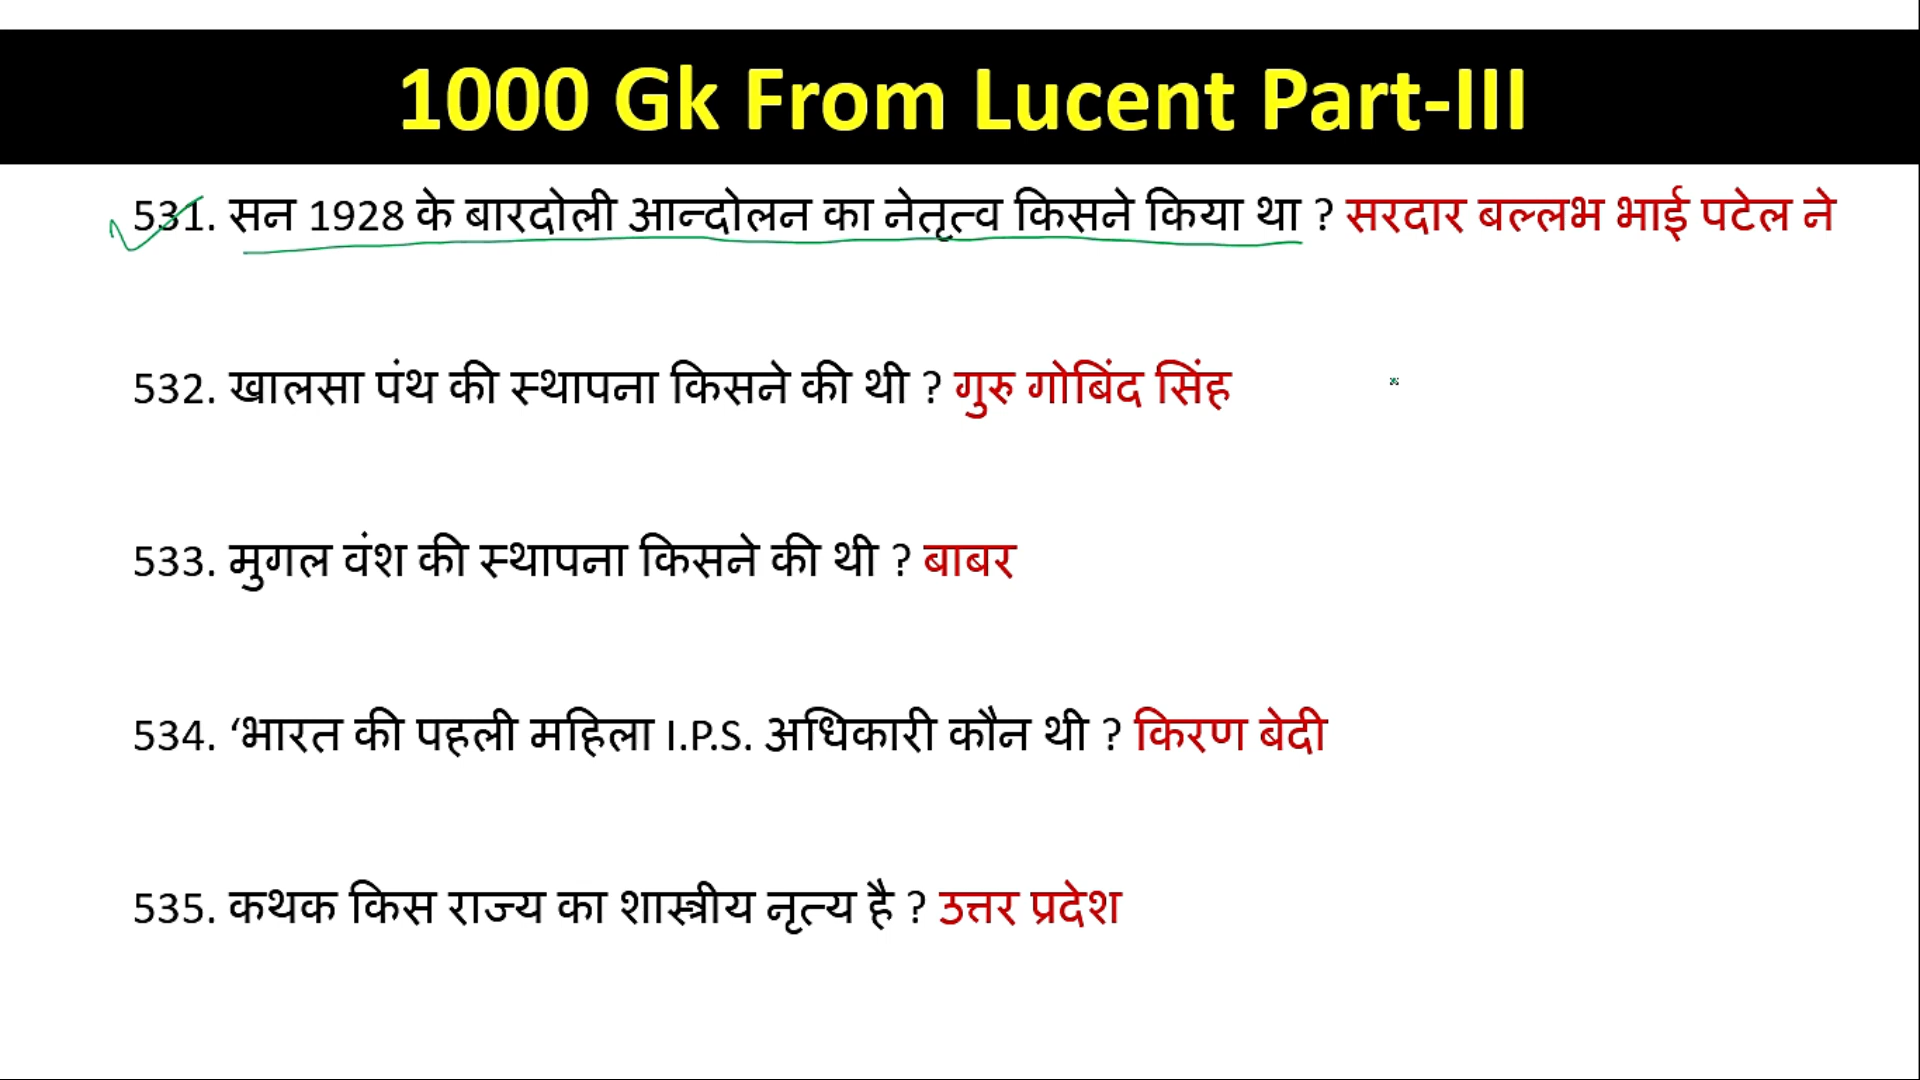 1000 Gk From Lucent Part-III
531. सन 1928 के बारदोली आन्दोलन का नेतृत्व किसने किया था ? सरदार बल्लभ भाई पटेल ने
532. खालसा पंथ की स्थापना किसने की थी ? गुरु गोबिंद सिंह
533. मुगल वंश की स्थापना किसने की थी ? बाबर
534. ‘भारत की पहली महिला I.P.S. अधिकारी कौन थी ? किरण बेदी
535. कथक किस राज्य का शास्त्रीय नृत्य है ? उत्तर प्रदेश